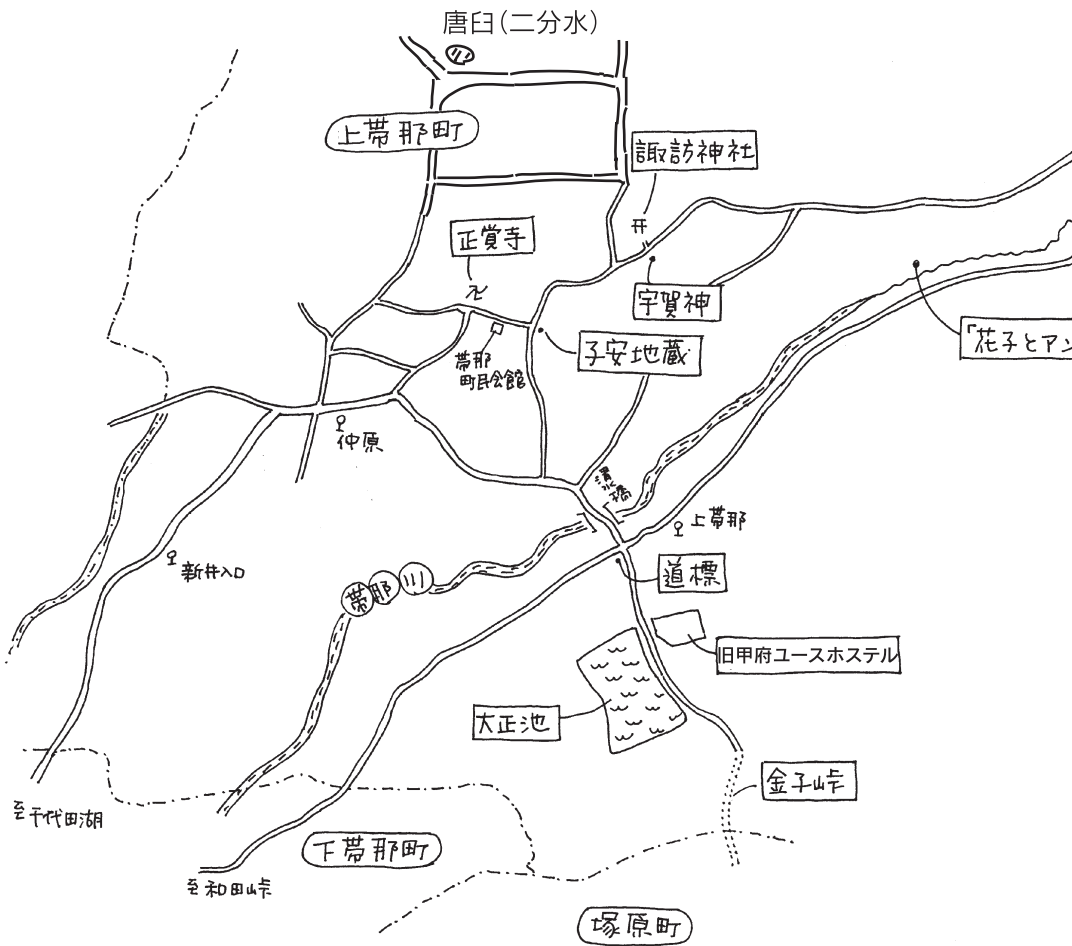 唐臼(二分水)
上帯那町
諏訪神社
正覚寺
宇賀神
「花子とアン
子安地蔵
帯那
町民公館
仲原
清水橋
上帯那
新井入口
道標
帯那川
旧甲府ユースホステル
大正池
金子峠
至千代田湖
下帯那町
至和田峠
塚原町